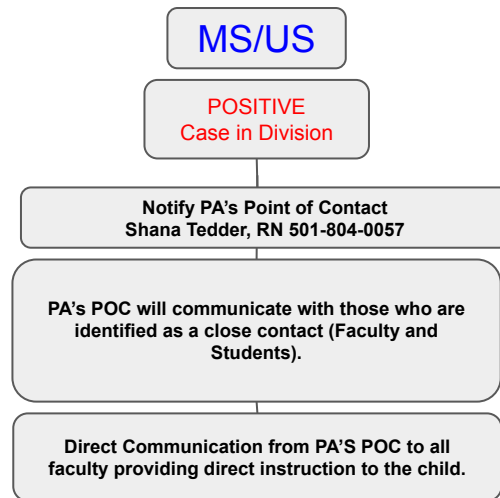 MS/US
POSITIVE
Case in Division
Notify PA's Point of Contact
Shana Tedder, RN 501-804-0057
PA's POC will communicate with those who are
identified as a close contact (Faculty and
Students).
Direct Communication from PA'S POC to all
faculty providing direct instruction to the child.